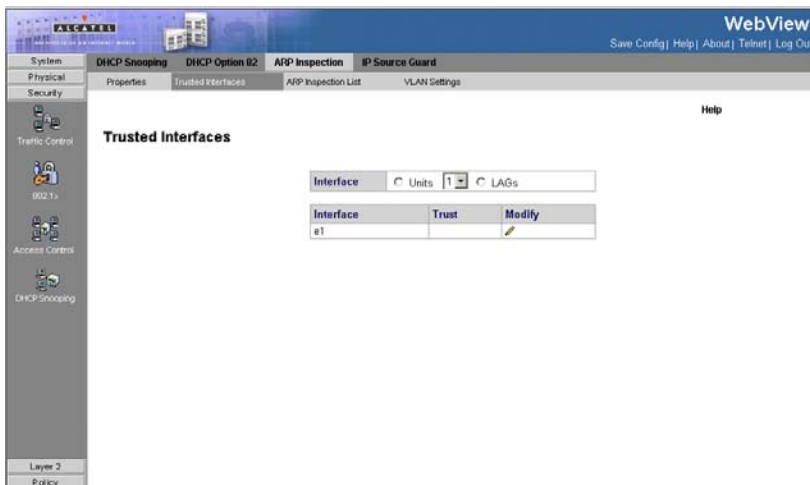 ALCATEL
WebView
Save Config| Help| About| Telnet| Log Ou
System
Physical
Security
DHCP Snooping DHCP Option 82 ARP Inspection IP Source Guard
Properties Trusted Interfaces ARP Inspection List VLAN Settings
Help
Traffic Control
802.1x
Access Control
DHCP Snooping
Trusted Interfaces
Interface Units 1 LAGs
Interface Trust Modify
e1
Layer 2
Policy